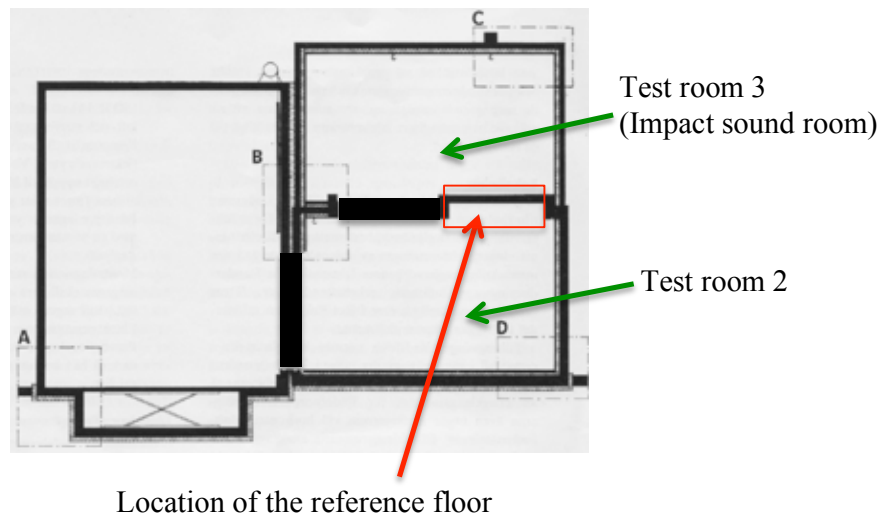 C
Test room 3
(Impact sound room)
B
Test room 2
D
A
Location of the reference floor